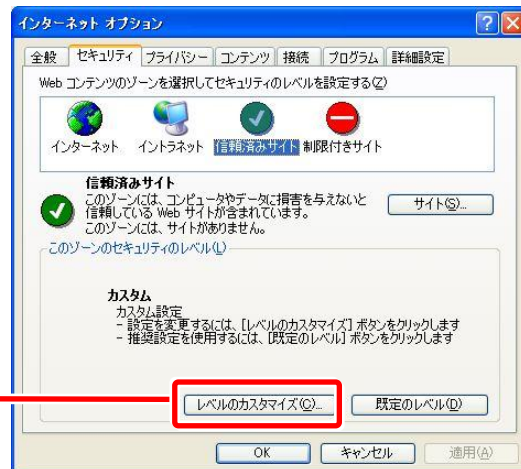 インターネット オプション
全般 セキュリティ プライバシー コンテンツ 接続 プログラム 詳細設定
Web コンテンツのゾーンを選択してセキュリティのレベルを設定する(Z)
インターネット イントラネット 信頼済みサイト 制限付きサイト
信頼済みサイト
このゾーンには、コンピュータやデータに損害を与えないと
信頼している Web サイトが含まれています。
このゾーンには、サイトがありません。
サイト(S)...
このゾーンのセキュリティのレベル(L)
カスタム
カスタム設定
- 設定を変更するには、[レベルのカスタマイズ] ボタンをクリックします
- 推奨設定を使用するには、[既定のレベル] ボタンをクリックします
レベルのカスタマイズ(C)... 既定のレベル(D)
OK キャンセル 適用(A)